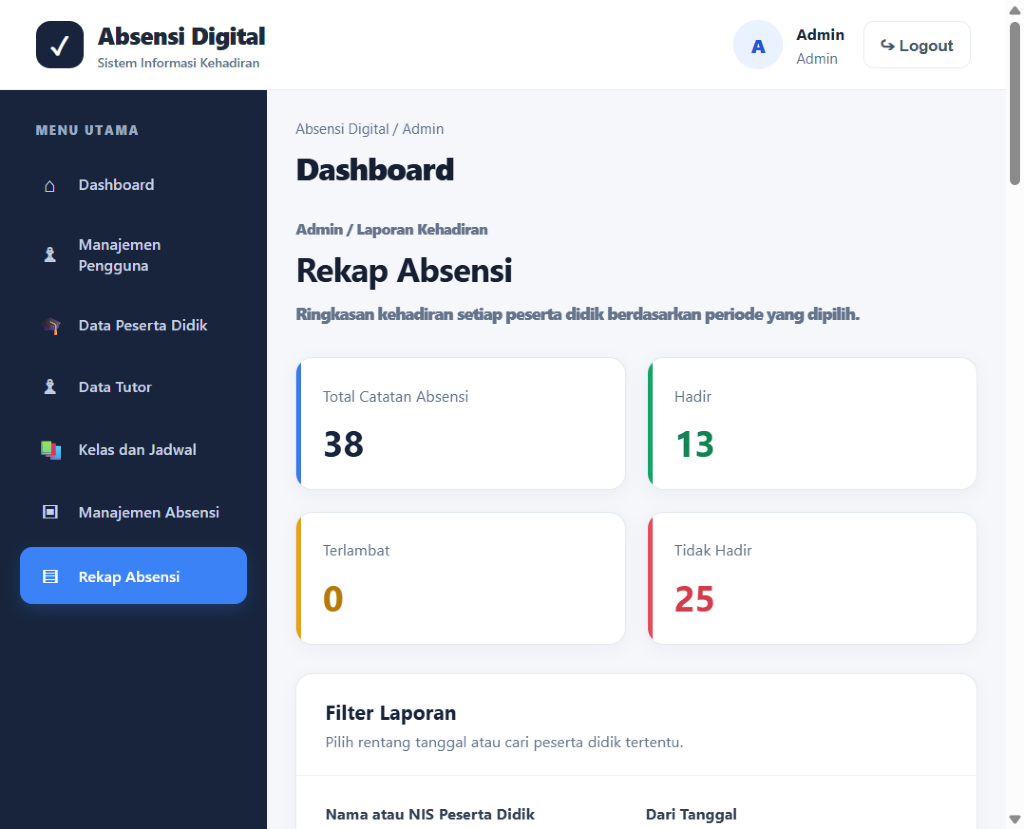 Absensi Digital
Sistem Informasi Kehadiran
A
Admin
Admin
Logout
MENU UTAMA
Dashboard
Manajemen
Pengguna
Data Peserta Didik
Data Tutor
Kelas dan Jadwal
Manajemen Absensi
Rekap Absensi
Absensi Digital / Admin
Dashboard
Admin / Laporan Kehadiran
Rekap Absensi
Ringkasan kehadiran setiap peserta didik berdasarkan periode yang dipilih.
Total Catatan Absensi
38
Hadir
13
Terlambat
0
Tidak Hadir
25
Filter Laporan
Pilih rentang tanggal atau cari peserta didik tertentu.
Nama atau NIS Peserta Didik
Dari Tanggal